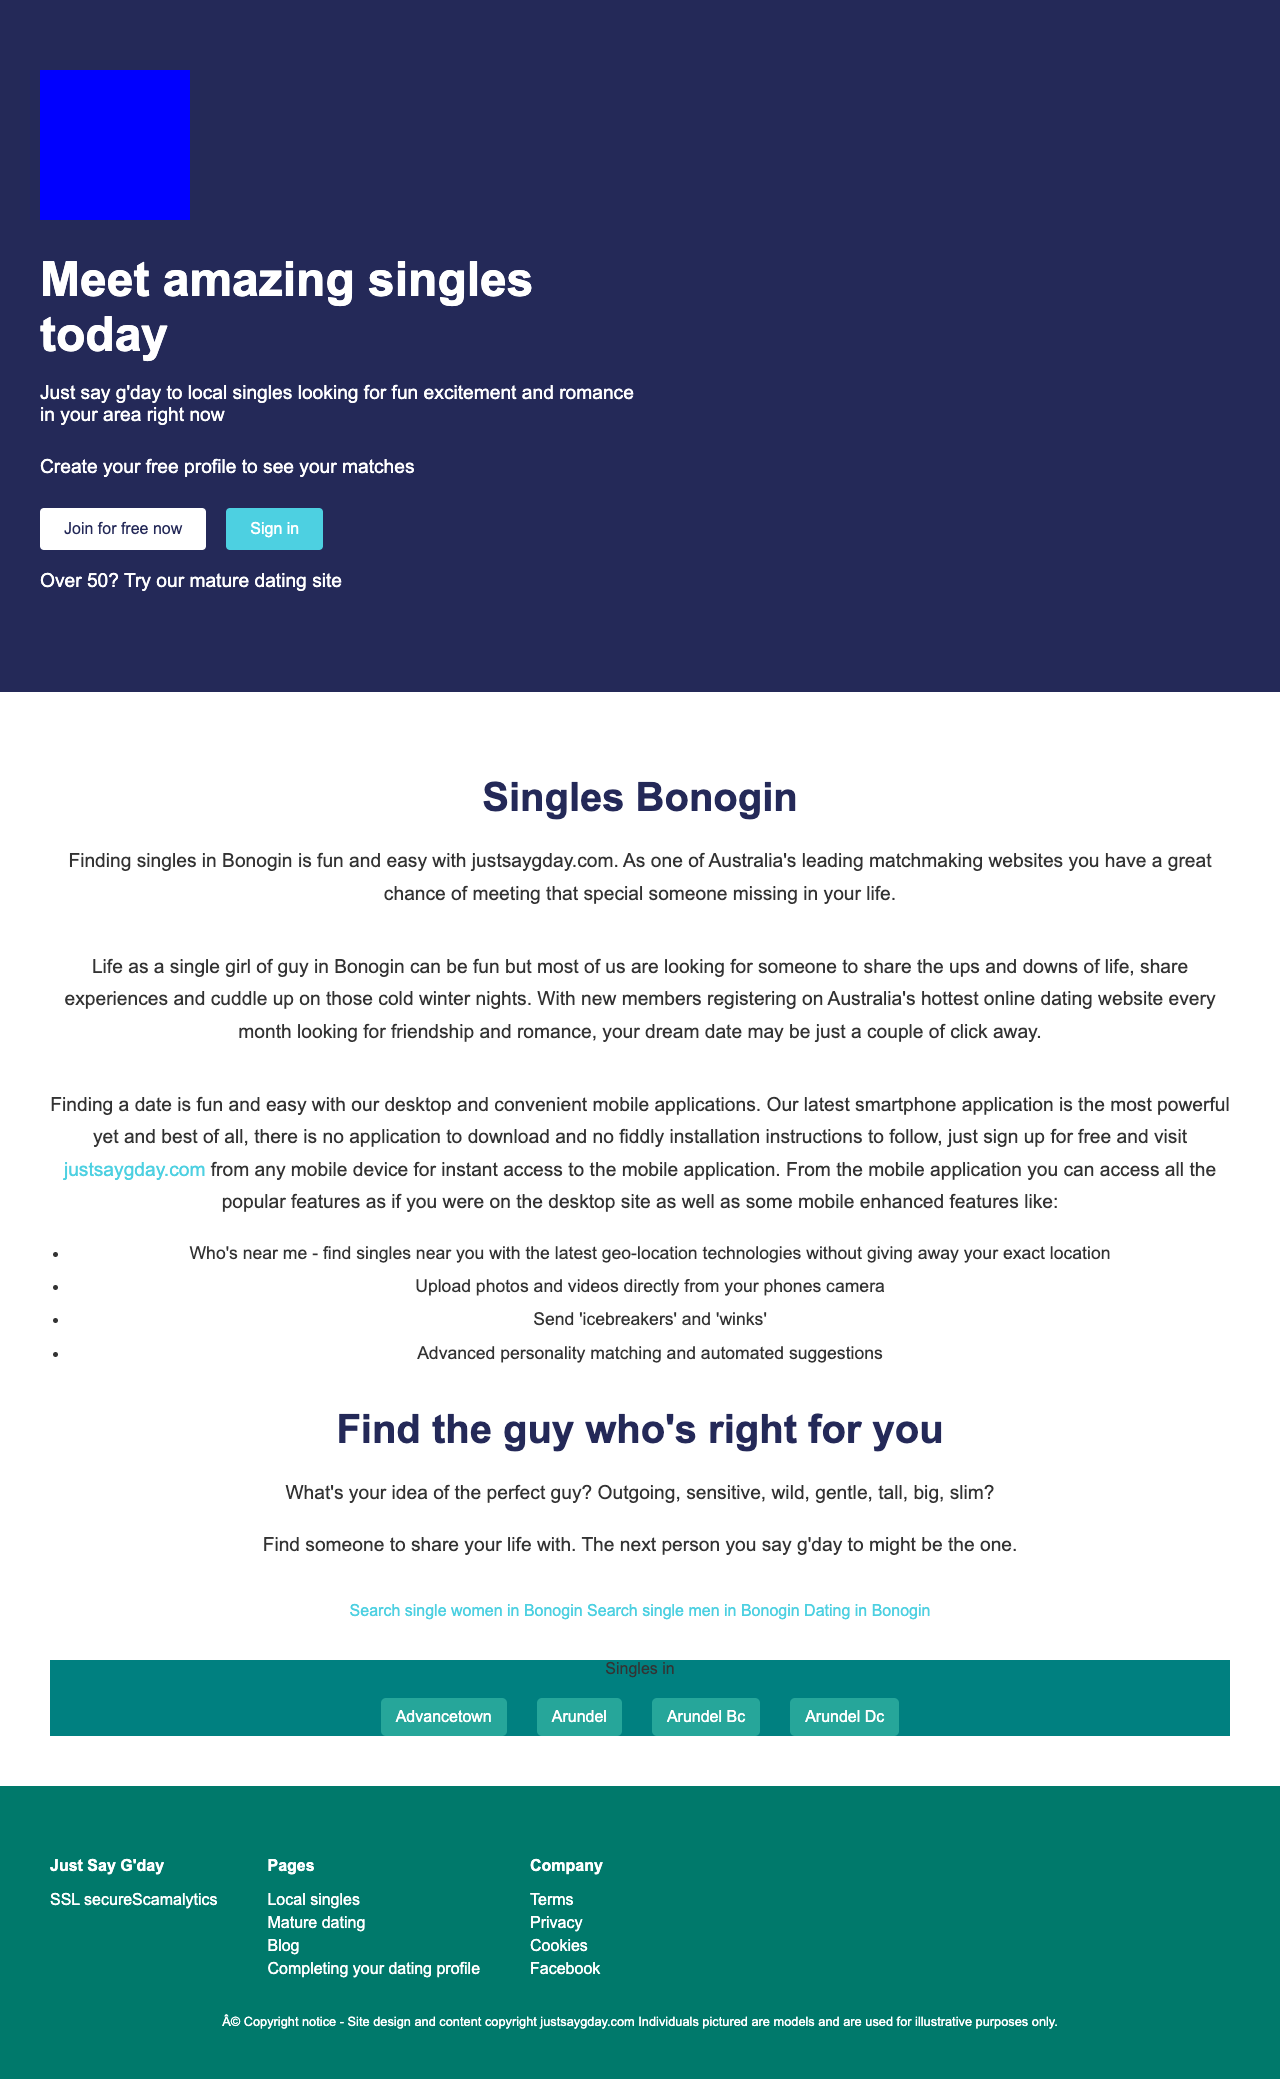 Meet amazing singles
today
Just say g'day to local singles looking for fun excitement and romance
in your area right now
Create your free profile to see your matches
Join for free now Sign in
Over 50? Try our mature dating site
Singles Bonogin
Finding singles in Bonogin is fun and easy with justsaygday.com. As one of Australia's leading matchmaking websites you have a great
chance of meeting that special someone missing in your life.
Life as a single girl of guy in Bonogin can be fun but most of us are looking for someone to share the ups and downs of life, share
experiences and cuddle up on those cold winter nights. With new members registering on Australia's hottest online dating website every
month looking for friendship and romance, your dream date may be just a couple of click away.
Finding a date is fun and easy with our desktop and convenient mobile applications. Our latest smartphone application is the most powerful
yet and best of all, there is no application to download and no fiddly installation instructions to follow, just sign up for free and visit
justsaygday.com from any mobile device for instant access to the mobile application. From the mobile application you can access all the
popular features as if you were on the desktop site as well as some mobile enhanced features like:
• Who's near me - find singles near you with the latest geo-location technologies without giving away your exact location
• Upload photos and videos directly from your phones camera
• Send 'icebreakers' and 'winks'
• Advanced personality matching and automated suggestions
Find the guy who's right for you
What's your idea of the perfect guy? Outgoing, sensitive, wild, gentle, tall, big, slim?
Find someone to share your life with. The next person you say g'day to might be the one.
Search single women in Bonogin Search single men in Bonogin Dating in Bonogin
Singles in
Advancetown Arundel Arundel Bc Arundel Dc
Just Say G'day
SSL secureScamalytics
Pages
Local singles
Mature dating
Blog
Completing your dating profile
Company
Terms
Privacy
Cookies
Facebook
Â© Copyright notice - Site design and content copyright justsaygday.com Individuals pictured are models and are used for illustrative purposes only.